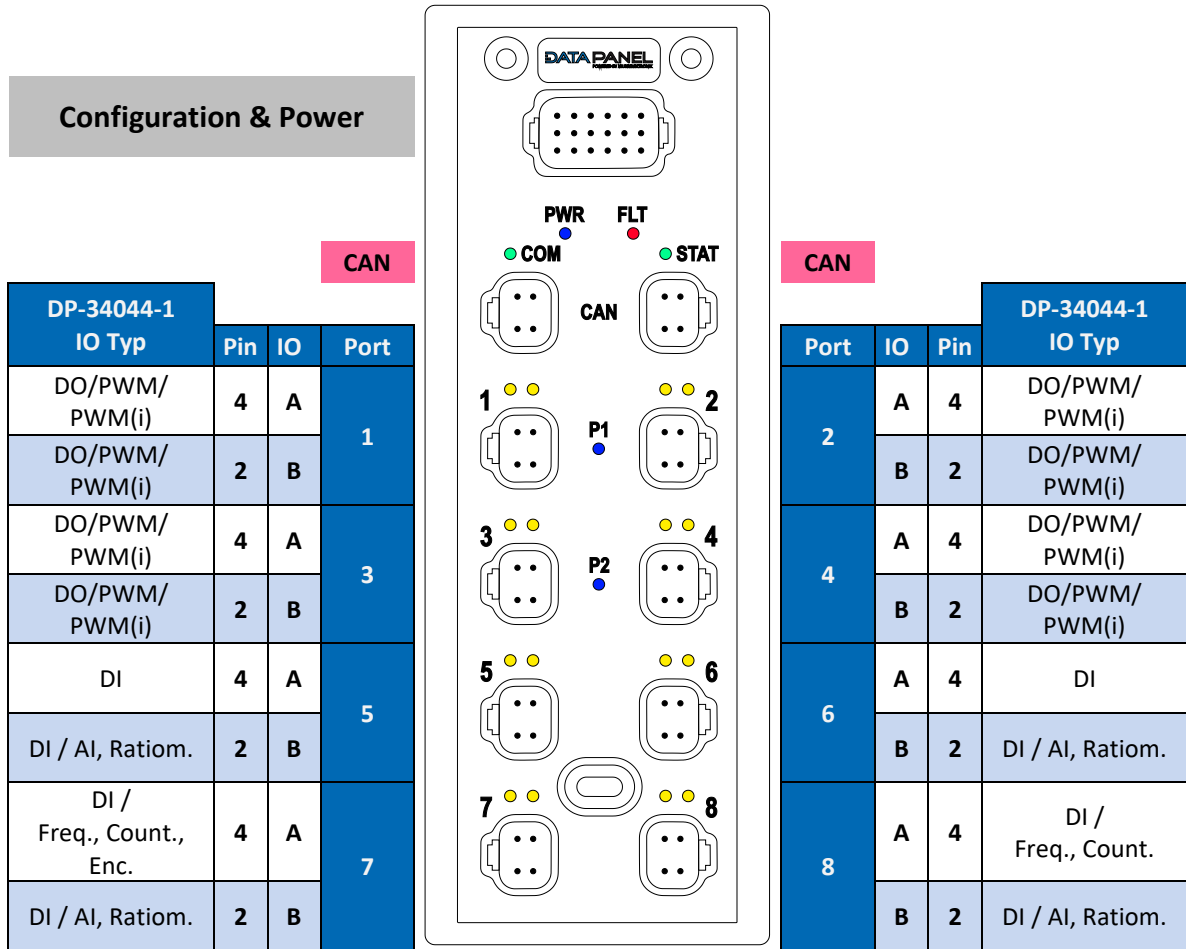 DATA PANEL
Configuration & Power
PWR FLT
COM STAT
CAN CAN
CAN
DP-34044-1
IO Typ Pin IO Port
DO/PWM/
PWM(i) 4 A
1
DO/PWM/
PWM(i) 2 B
DO/PWM/
PWM(i) 4 A
3
DO/PWM/
PWM(i) 2 B
DI 4 A
5
DI / AI, Ratiom. 2 B
DI /
Freq., Count.,
Enc. 4 A
7
DI / AI, Ratiom. 2 B
1 2
P1
3 4
P2
5 6
7 8
DP-34044-1
Port IO Pin IO Typ
A 4 DO/PWM/
PWM(i)
2
B 2 DO/PWM/
PWM(i)
A 4 DO/PWM/
PWM(i)
4
B 2 DO/PWM/
PWM(i)
A 4 DI
6
B 2 DI / AI, Ratiom.
A 4 DI /
Freq., Count.
8
B 2 DI / AI, Ratiom.